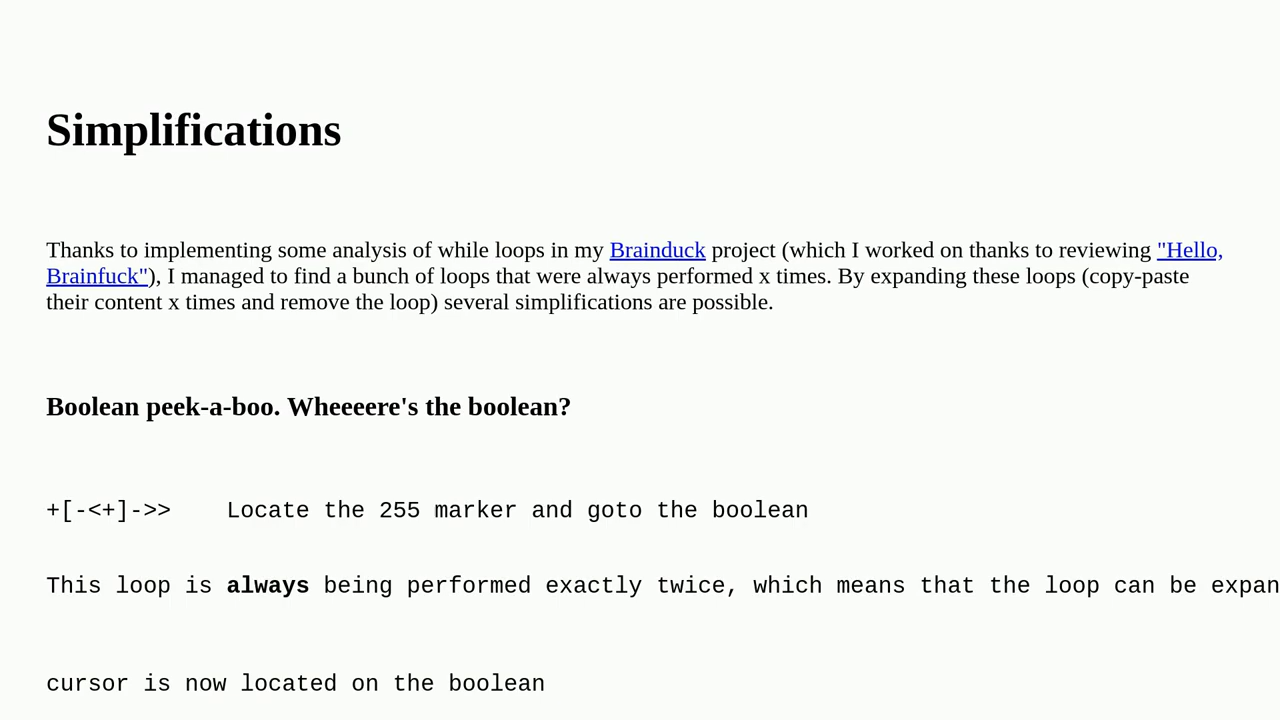 Simplifications
Thanks to implementing some analysis of while loops in my Brainduck project (which I worked on thanks to reviewing "Hello,
Brainfuck"), I managed to find a bunch of loops that were always performed x times. By expanding these loops (copy-paste
their content x times and remove the loop) several simplifications are possible.
Boolean peek-a-boo. Wheeeere's the boolean?
+[-<+]->>    Locate the 255 marker and goto the boolean
This loop is always being performed exactly twice, which means that the loop can be expan
cursor is now located on the boolean